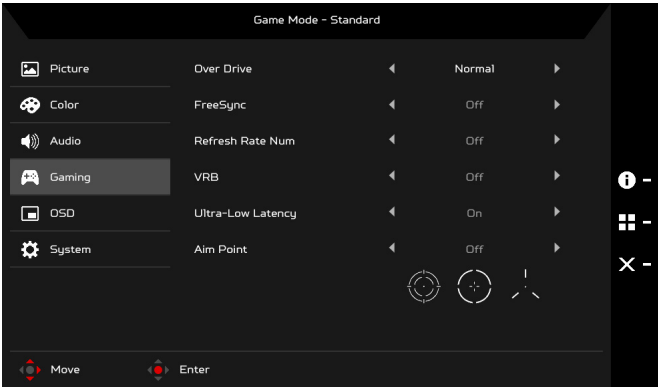 Game Mode - Standard
Picture
Over Drive Normal
Color
FreeSync Off
Audio
Refresh Rate Num Off
Gaming
VRB Off
OSD
Ultra-Low Latency On
System
Aim Point Off
Move Enter